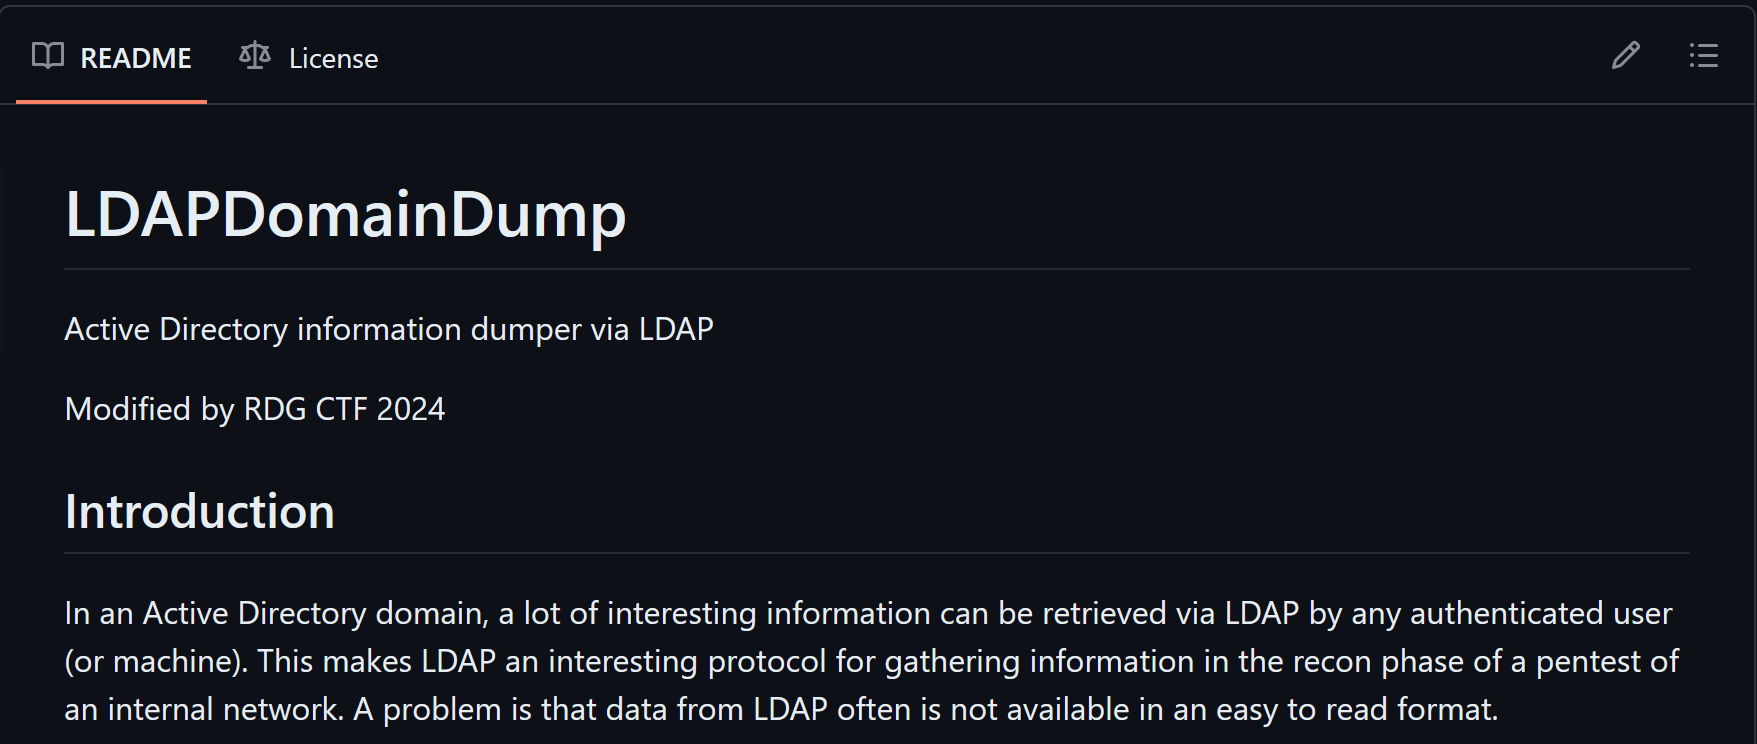 README
License
LDAPDomainDump
Active Directory information dumper via LDAP
Modified by RDG CTF 2024
Introduction
In an Active Directory domain, a lot of interesting information can be retrieved via LDAP by any authenticated user
(or machine). This makes LDAP an interesting protocol for gathering information in the recon phase of a pentest of
an internal network. A problem is that data from LDAP often is not available in an easy to read format.